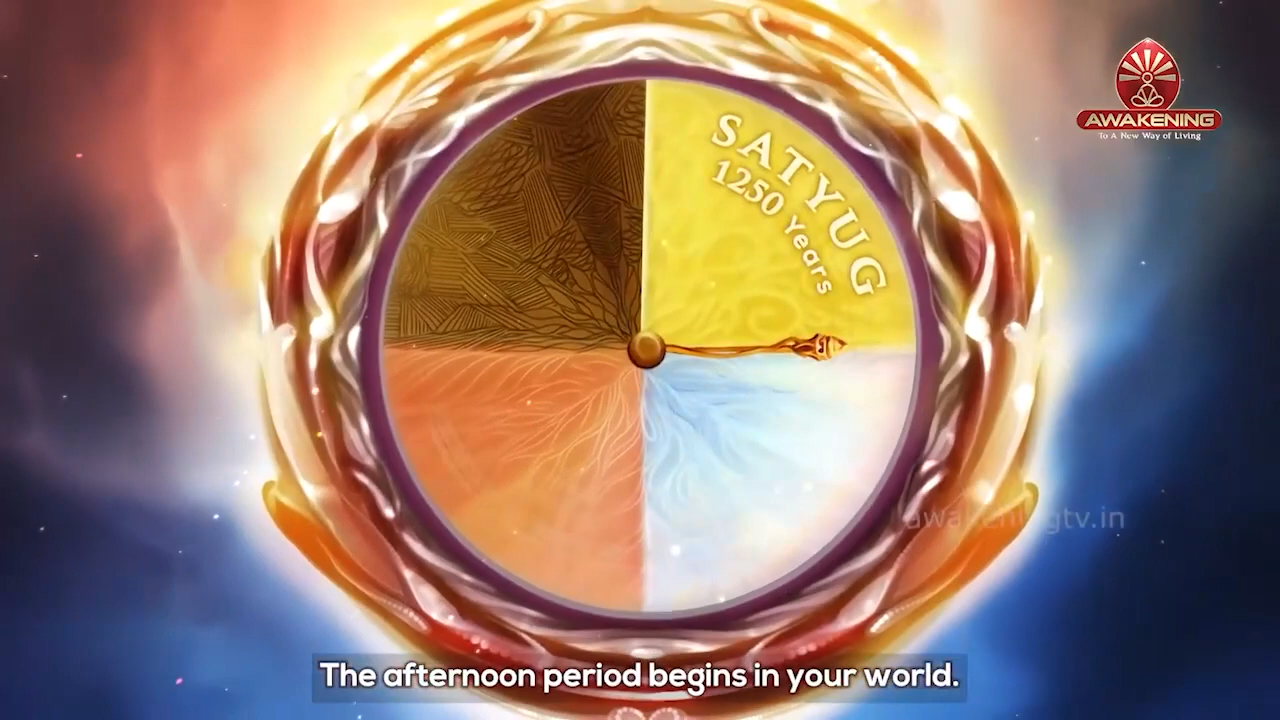 SATYUG
1250 Years
AWAKENING
To A New Way of Living
awakeningtv.in
The afternoon period begins in your world.